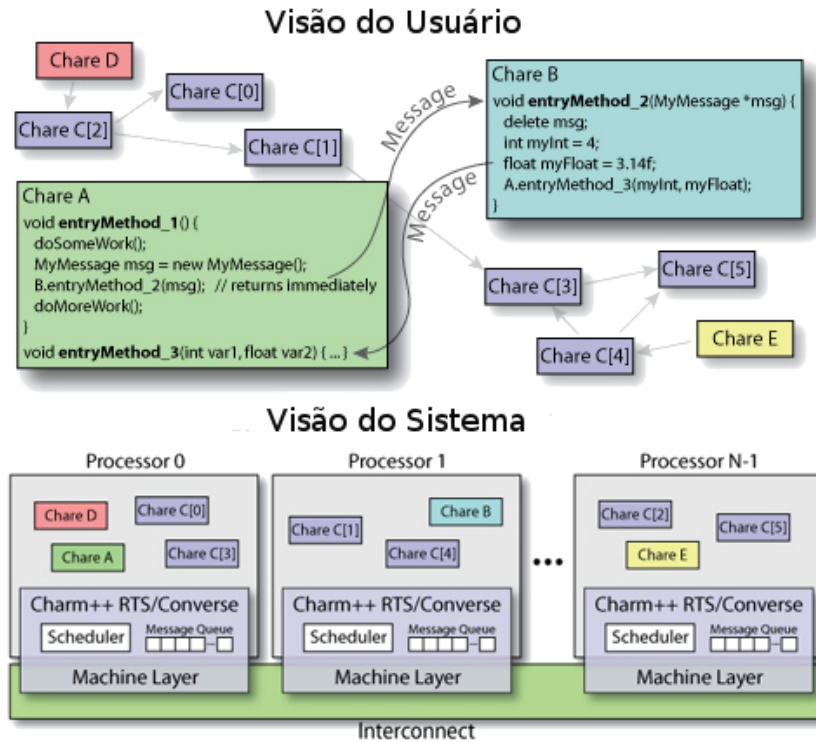 Visão do Usuário
Chare D
Chare C[0]
Chare C[2]
Chare C[1]
Message
Message
Chare B
void entryMethod_2(MyMessage *msg) {
delete msg;
int myInt = 4;
float myFloat = 3.14f;
A.entryMethod_3(myInt, myFloat);
}
Chare A
void entryMethod_1() {
doSomeWork();
MyMessage msg = new MyMessage();
B.entryMethod_2(msg); // returns immediately
doMoreWork();
}
void entryMethod_3(int var1, float var2) { ... }
Chare C[3]
Chare C[5]
Chare C[4]
Chare E
Visão do Sistema
Processor 0
Chare D
Chare C[0]
Chare A
Chare C[3]
Charm++ RTS/Converse
Scheduler
Message Queue
Machine Layer
Processor 1
Chare C[1]
Chare B
Chare C[4]
Charm++ RTS/Converse
Scheduler
Message Queue
Machine Layer
•••
Processor N-1
Chare C[2]
Chare C[5]
Chare E
Charm++ RTS/Converse
Scheduler
Message Queue
Machine Layer
Interconnect